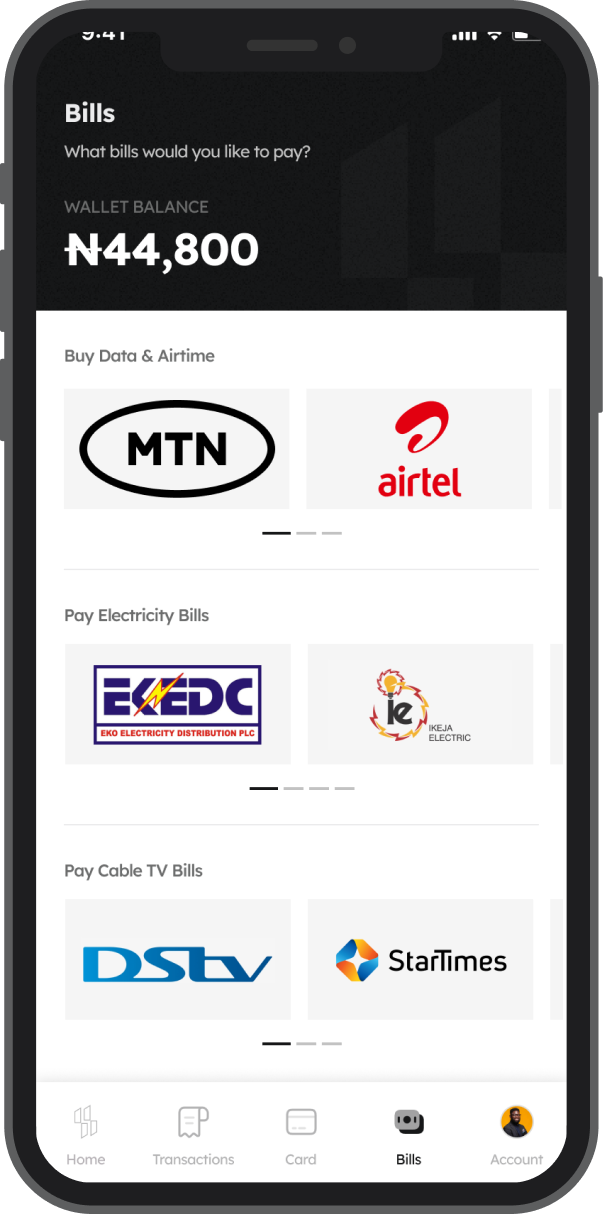 9:41
Bills
What bills would you like to pay?
WALLET BALANCE
₦44,800
Buy Data & Airtime
MTN
airtel
Pay Electricity Bills
EKEDC
EKO ELECTRICITY DISTRIBUTION PLC
ie
IKEJA
ELECTRIC
Pay Cable TV Bills
DStv
StarTimes
Home
Transactions
Card
Bills
Account